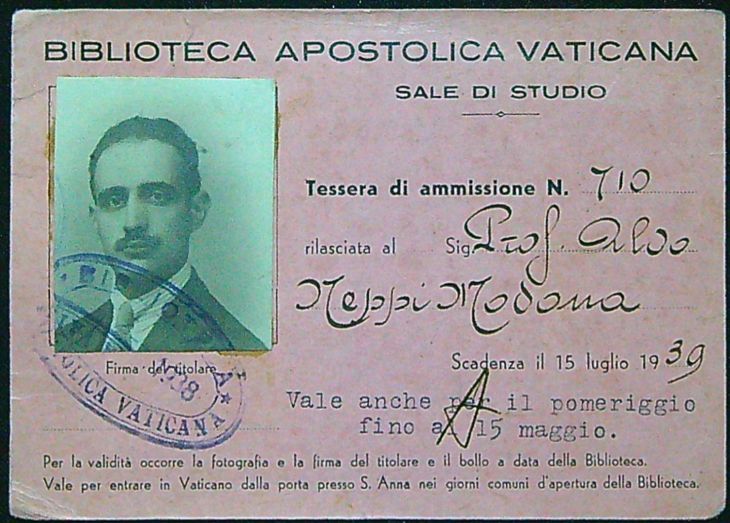 BIBLIOTECA APOSTOLICA VATICANA
SALE DI STUDIO
Tessera di ammissione N. 710
rilasciata al Sig. Prof. Aldo
Neppi Modona
Scadenza il 15 luglio 1939
Firma del titolare
1938
OLICA VATICANA
Vale anche per il pomeriggio
fino al 15 maggio.
Per la validità occorre la fotografia e la firma del titolare e il bollo a data della Biblioteca.
Vale per entrare in Vaticano dalla porta presso S. Anna nei giorni comuni d'apertura della Biblioteca.